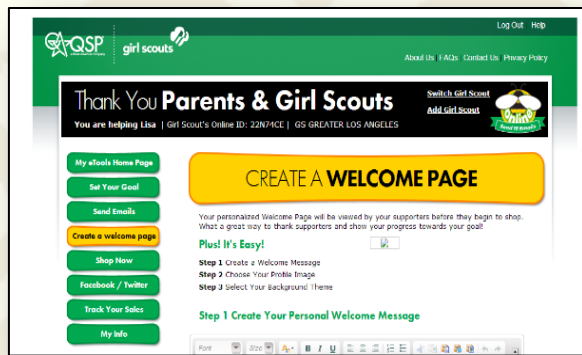 Log Out Help
QSP
girl scouts
About Us | FAQs Contact Us | Privacy Policy
Thank You Parents & Girl Scouts
Switch Girl Scout
Add Girl Scout
You are helping Lisa | Girl Scout's Online ID: 22N74CE | GS GREATER LOS ANGELES
Online
Send 10 Emails
My eTools Home Page
Set Your Goal
Send Emails
Create a welcome page
Shop Now
Facebook / Twitter
Track Your Sales
My Info
CREATE A WELCOME PAGE
Your personalized Welcome Page will be viewed by your supporters before they begin to shop.
What a great way to thank supporters and show your progress towards your goal!
Plus! It's Easy!
Step 1 Create a Welcome Message
Step 2 Choose Your Profile Image
Step 3 Select Your Background Theme
Step 1 Create Your Personal Welcome Message
Font Size A B I U